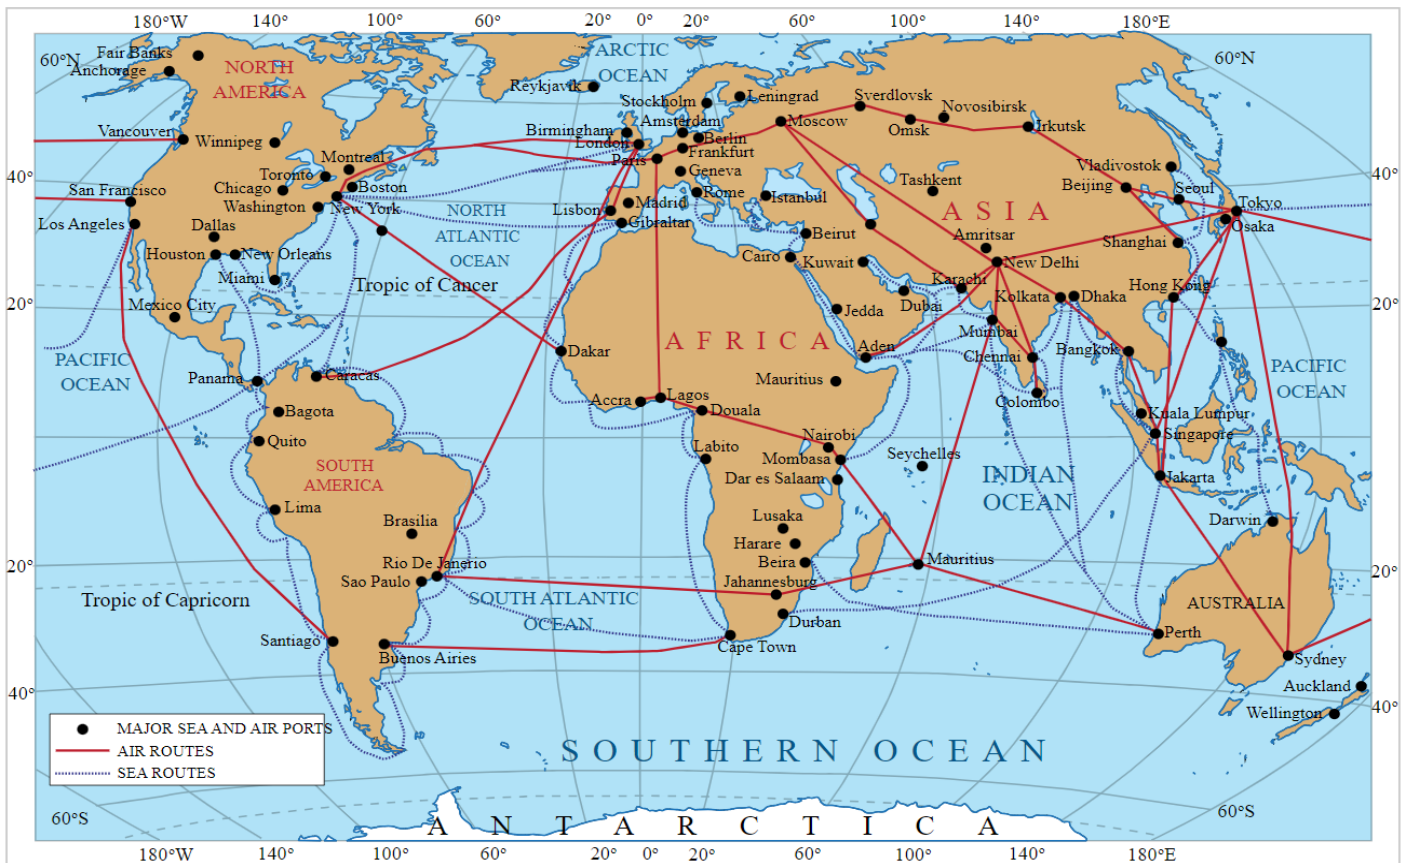 180°W 140° 100° 60° 20° 0° 20° 60° 100° 140° 180°E
60°N
60°N
Fair Banks
Anchorage
NORTH
AMERICA
ARCTIC
OCEAN
Reykjavik
Stockholm
Leningrad
Sverdlovsk
Novosibirsk
Omsk
Irkutsk
Moscow
Amsterdam
Birmingham
Berlin
London
Frankfurt
Paris
Geneva
Vancouver
Winnipeg
Montreal
Toronto
Chicago
Boston
Washington
New York
40°
San Francisco
Los Angeles
Dallas
Houston
New Orleans
Miami
Mexico City
NORTH
ATLANTIC
OCEAN
Lisbon
Madrid
Gibraltar
Rome
Istanbul
Tashkent
Vladivostok
Beijing
Seoul
40°
Tokyo
Osaka
Shanghai
ASIA
Amritsar
New Delhi
Beirut
Cairo
Kuwait
Karachi
Dubai
Kolkata
Dhaka
Hong Kong
20°
20°
Tropic of Cancer
Jedda
AFRICA
Mumbai
Aden
Chennai
Bangkok
PACIFIC
OCEAN
PACIFIC
OCEAN
Panama
Caracas
Dakar
Mauritius
Colombo
Bagota
Accra
Lagos
Douala
Kuala Lumpur
Singapore
Quito
Labito
Nairobi
Mombasa
Seychelles
Dar es Salaam
INDIAN
OCEAN
Jakarta
SOUTH
AMERICA
Lima
Brasilia
Lusaka
Harare
Beira
Darwin
20°
20°
Rio De Janerio
Sao Paulo
Mauritius
Jahannesburg
Tropic of Capricorn
SOUTH ATLANTIC
OCEAN
AUSTRALIA
Durban
Perth
Santiago
Buenos Airies
Cape Town
Sydney
Auckland
40°
40°
Wellington
MAJOR SEA AND AIR PORTS
AIR ROUTES
SEA ROUTES
SOUTHERN OCEAN
60°S
60°S
ANTARCTICA
180°W 140° 100° 60° 20° 0° 20° 60° 100° 140° 180°E